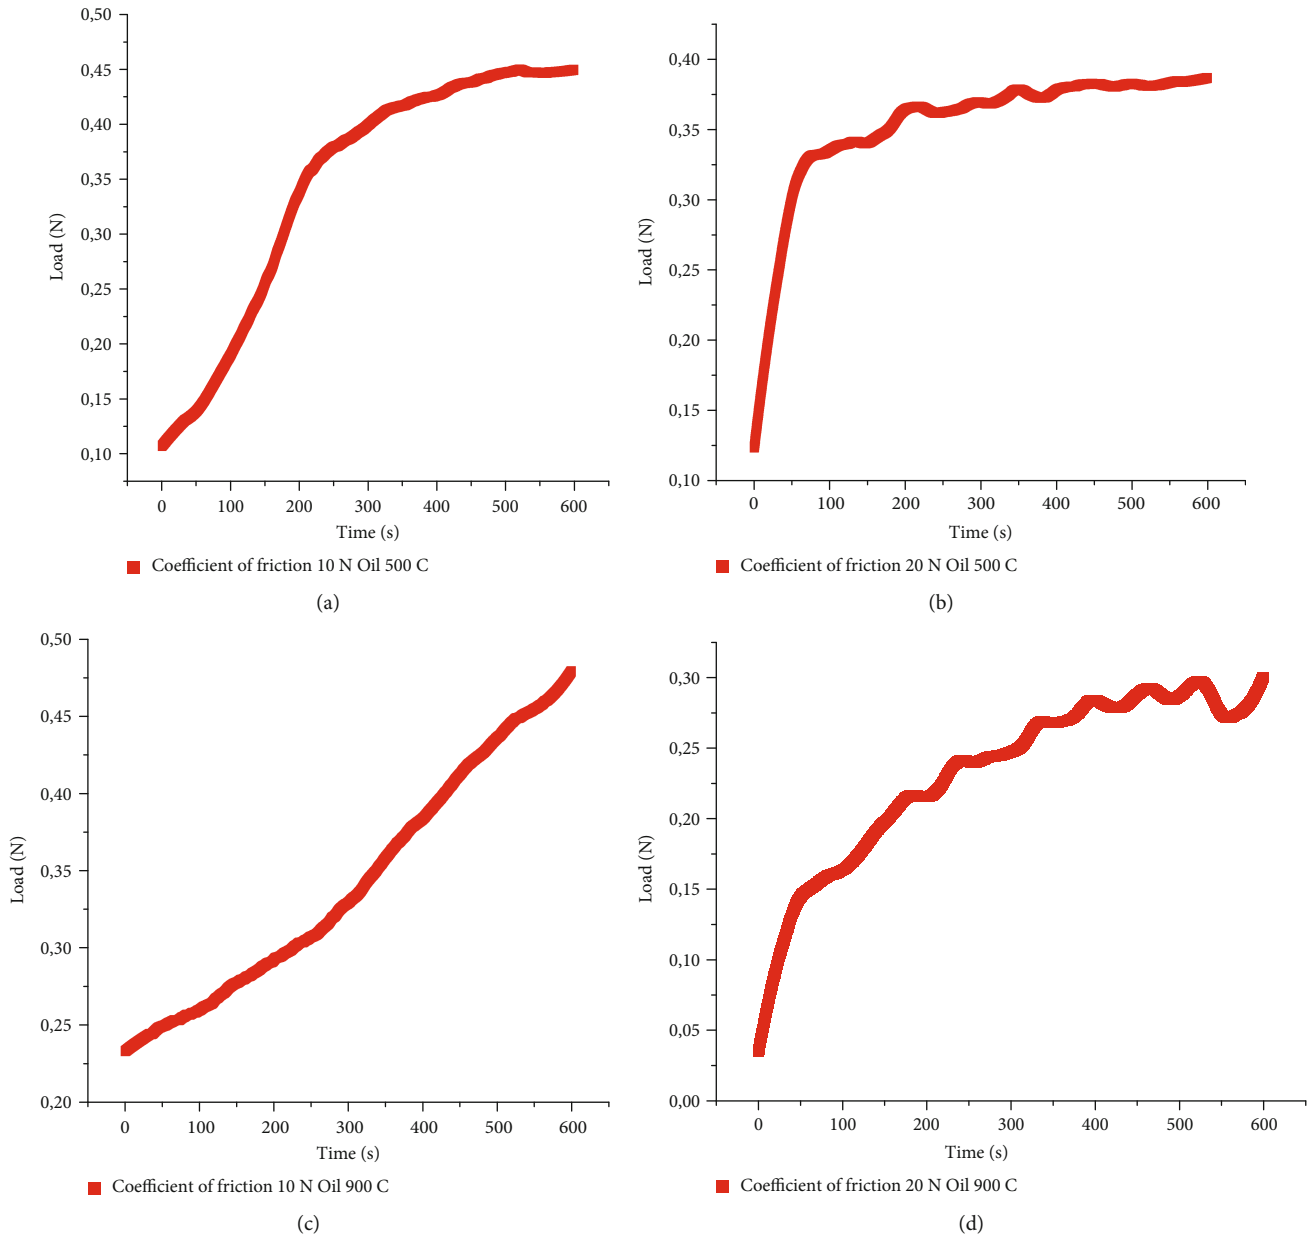 0,50
0,45
0,40
0,35
0,30
0,25
0,20
0,15
0,10
Load (N)
0 100 200 300 400 500 600
Time (s)
Coefficient of friction 10 N Oil 500 C
(a)
0,40
0,35
0,30
0,25
0,20
0,15
0,10
Load (N)
0 100 200 300 400 500 600
Time (s)
Coefficient of friction 20 N Oil 500 C
(b)
0,50
0,45
0,40
0,35
0,30
0,25
0,20
Load (N)
0 100 200 300 400 500 600
Time (s)
Coefficient of friction 10 N Oil 900 C
(c)
0,30
0,25
0,20
0,15
0,10
0,05
0,00
Load (N)
0 100 200 300 400 500 600
Time (s)
Coefficient of friction 20 N Oil 900 C
(d)